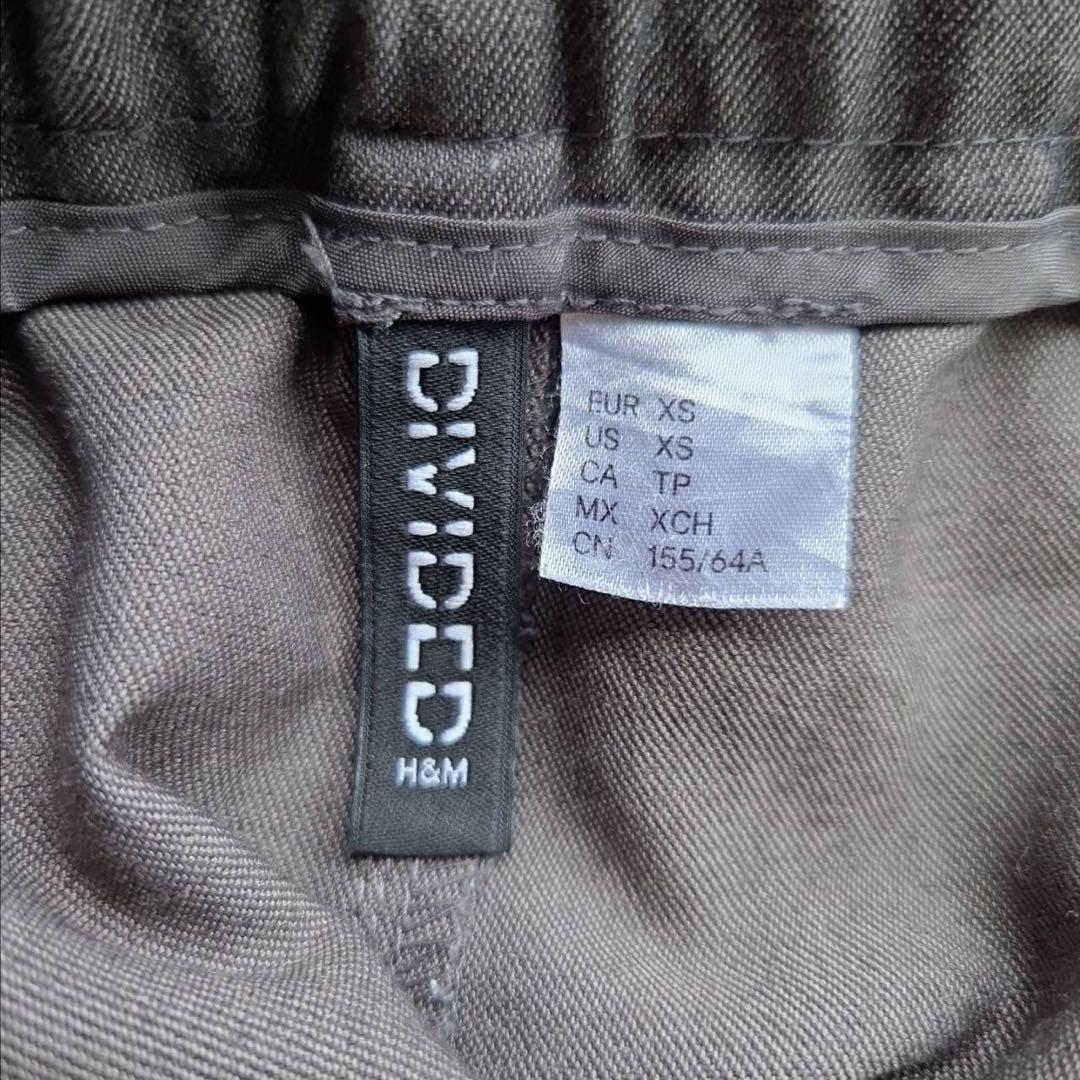 DIVIDED
H&M
EUR XS
US XS
CA TP
MX XCH
CN 155/64A